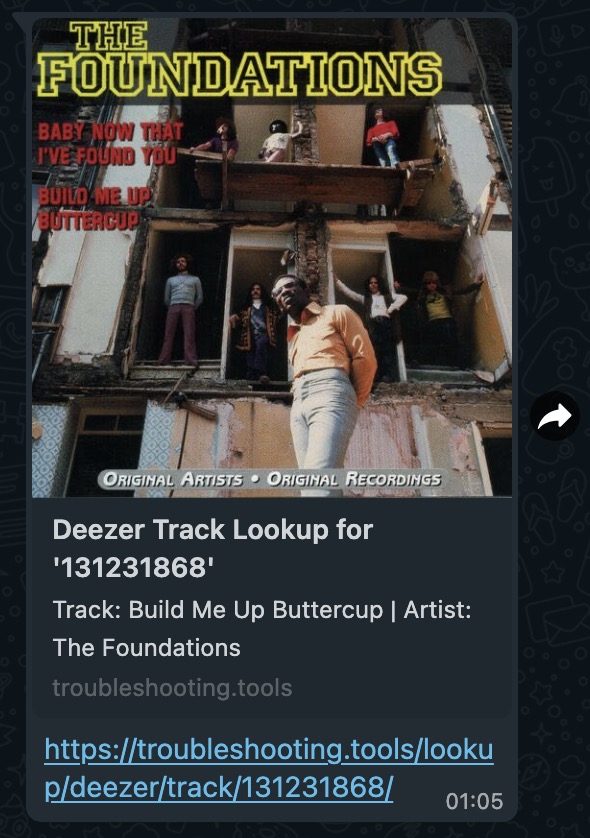 THE
FOUNDATIONS
BABY NOW THAT
I'VE FOUND YOU
BUILD ME UP
BUTTERCUP
ORIGINAL ARTISTS • ORIGINAL RECORDINGS
Deezer Track Lookup for
'131231868'
Track: Build Me Up Buttercup | Artist:
The Foundations
troubleshooting.tools
https://troubleshooting.tools/looku
p/deezer/track/131231868/
01:05